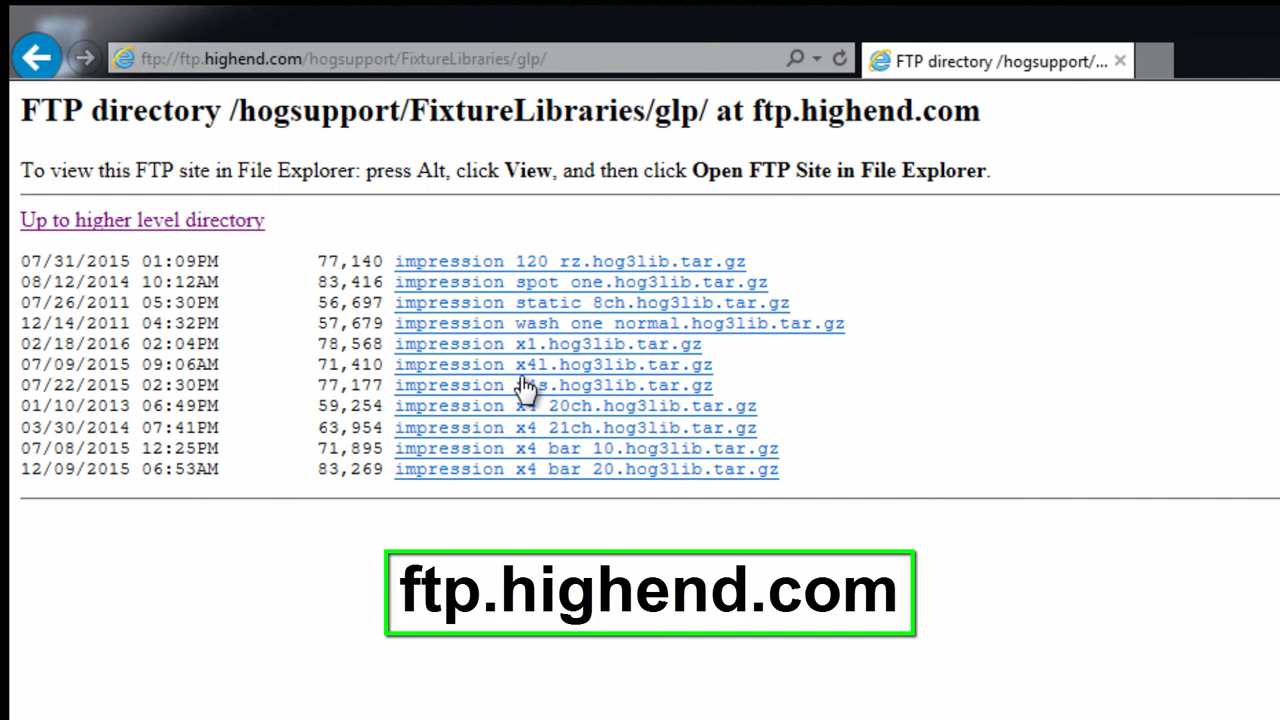 ftp://ftp.highend.com/hogsupport/FixtureLibraries/glp/
FTP directory /hogsupport/...
FTP directory /hogsupport/FixtureLibraries/glp/ at ftp.highend.com
To view this FTP site in File Explorer: press Alt, click View, and then click Open FTP Site in File Explorer.
Up to higher level directory
07/31/2015 01:09PM 77,140 impression 120 rz.hog3lib.tar.gz
08/12/2014 10:12AM 83,416 impression spot one.hog3lib.tar.gz
07/26/2011 05:30PM 56,697 impression static 8ch.hog3lib.tar.gz
12/14/2011 04:32PM 57,679 impression wash one normal.hog3lib.tar.gz
02/18/2016 02:04PM 78,568 impression x1.hog3lib.tar.gz
07/09/2015 09:06AM 71,410 impression x4l.hog3lib.tar.gz
07/22/2015 02:30PM 77,177 impression x4s.hog3lib.tar.gz
01/10/2013 06:49PM 59,254 impression x4 20ch.hog3lib.tar.gz
03/30/2014 07:41PM 63,954 impression x4 21ch.hog3lib.tar.gz
07/08/2015 12:25PM 71,895 impression x4 bar 10.hog3lib.tar.gz
12/09/2015 06:53AM 83,269 impression x4 bar 20.hog3lib.tar.gz
ftp.highend.com